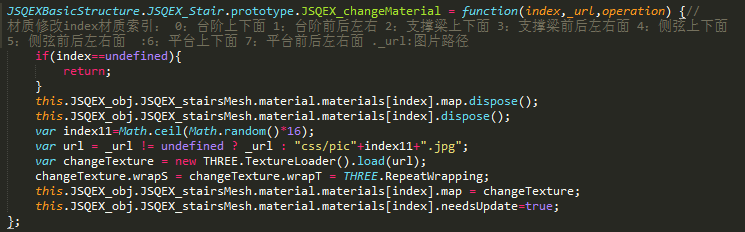 JSQEXBasicStructure.JSQEX_Stair.prototype.JSQEX_changeMaterial = function(index,_url,operation) {//
材质修改index材质索引： 0：台阶上下面 1：台阶前后左右 2：支撑梁上下面 3：支撑梁前后左右面 4：侧弦上下面
5：侧弦前后左右面  :6：平台上下面 7：平台前后左右面 ._url:图片路径
if(index==undefined){
return;
}
this.JSQEX_obj.JSQEX_stairsMesh.material.materials[index].map.dispose();
this.JSQEX_obj.JSQEX_stairsMesh.material.materials[index].dispose();
var index11=Math.ceil(Math.random()*16);
var url = _url != undefined ? _url : "css/pic"+index11+".jpg";
var changeTexture = new THREE.TextureLoader().load(url);
changeTexture.wrapS = changeTexture.wrapT = THREE.RepeatWrapping;
this.JSQEX_obj.JSQEX_stairsMesh.material.materials[index].map = changeTexture;
this.JSQEX_obj.JSQEX_stairsMesh.material.materials[index].needsUpdate=true;
};